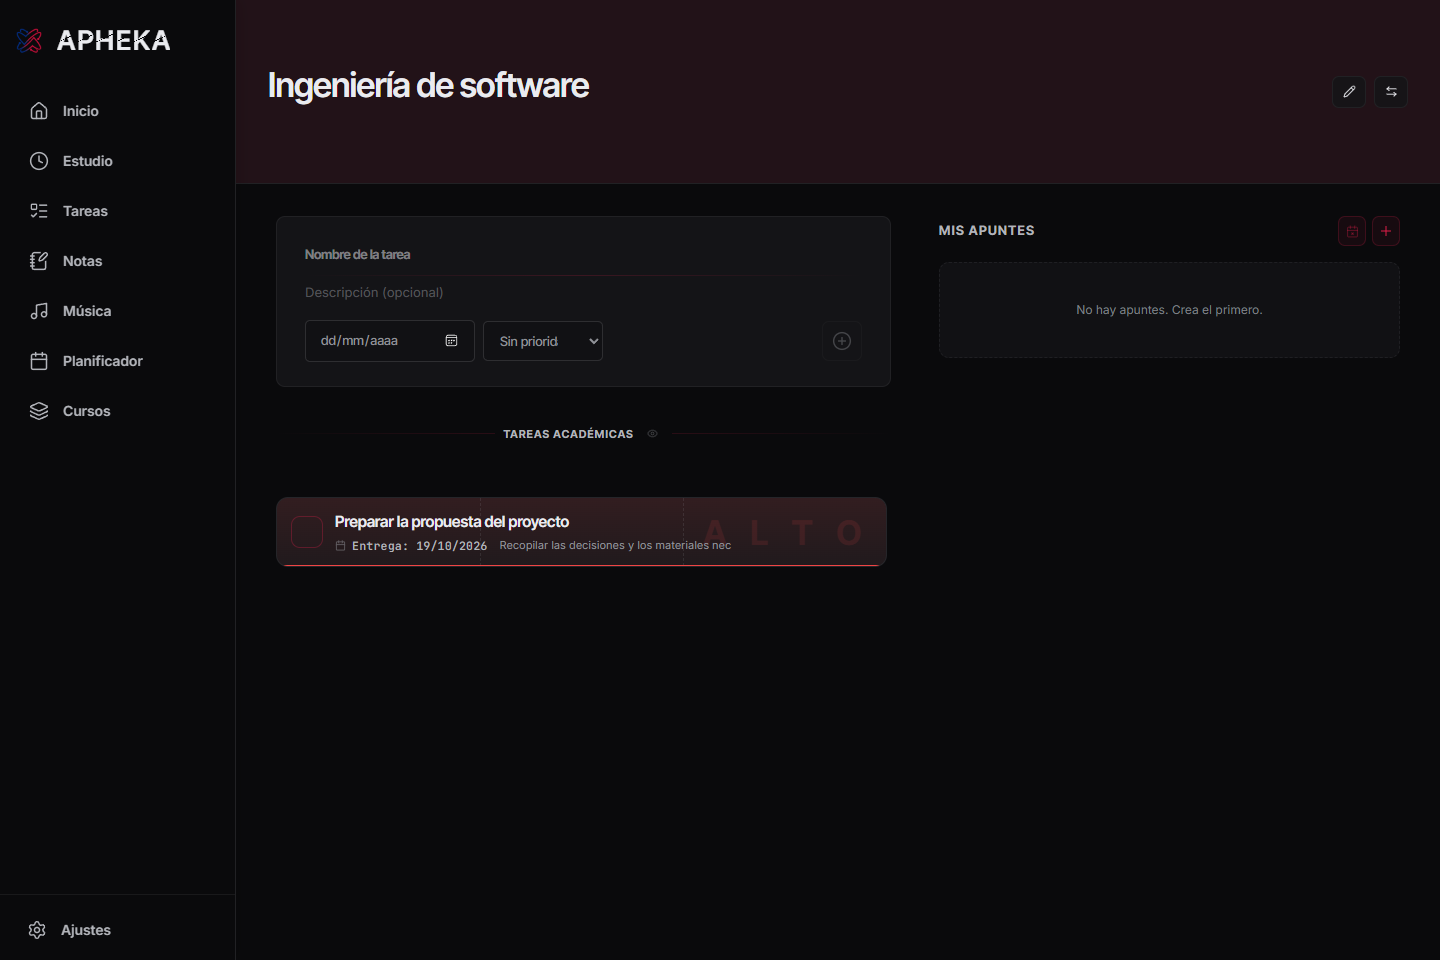 APHEKA
Inicio
Estudio
Tareas
Notas
Música
Planificador
Cursos
Ajustes
Ingeniería de software
Nombre de la tarea
Descripción (opcional)
dd/mm/aaaa
Sin priorid
TAREAS ACADÉMICAS
Preparar la propuesta del proyecto
Entrega: 19/10/2026 Recopilar las decisiones y los materiales nec
ALTO
MIS APUNTES
No hay apuntes. Crea el primero.